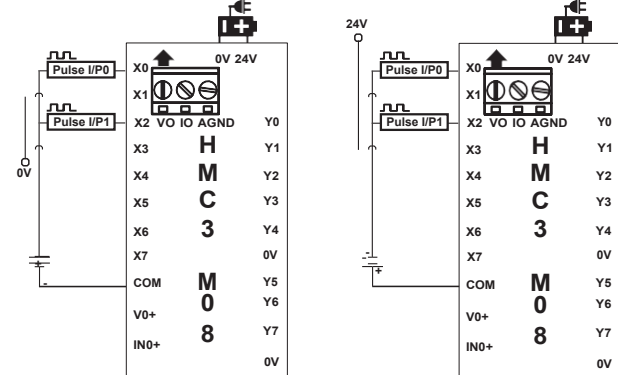 0V 24V
Pulse I/P0
X0
X1
Pulse I/P1
X2 VO IO AGND Y0
X3 H Y1
0V
X4 M Y2
X5 C Y3
X6 3 Y4
X7 0V
+
-
COM M Y5
0 Y6
V0+
8 Y7
IN0+
0V
24V
0V 24V
Pulse I/P0
X0
X1
Pulse I/P1
X2 VO IO AGND Y0
X3 H Y1
X4 M Y2
X5 C Y3
X6 3 Y4
X7 0V
-
+
COM M Y5
0 Y6
V0+
8 Y7
IN0+
0V